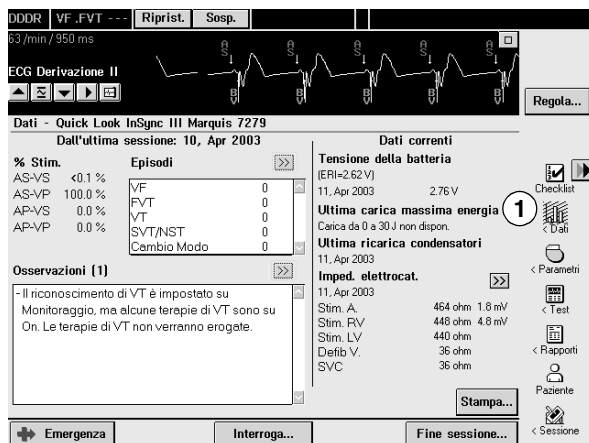 DDDR VF .FVT --- Riprist. Sosp.
63 /min / 950 ms
ECG Derivazione II
A S A S A S A S
B V B V B V B V
Regola...
Dati - Quick Look InSync III Marquis 7279
Dall'ultima sessione: 10, Apr 2003
% Stim.
AS-VS <0.1 %
AS-VP 100.0 %
AP-VS 0.0 %
AP-VP 0.0 %
Episodi >>
VF 0
FVT 0
VT 0
SVT/NST 0
Cambio Modo 0
Osservazioni (1) >>
-Il riconoscimento di VT è impostato su
Monitoraggio, ma alcune terapie di VT sono su
On. Le terapie di VT non verranno erogate.
Dati correnti
Tensione della batteria
(ERI=2.62 V)
11, Apr 2003 2.76 V
Ultima carica massima energia
Carica da 0 a 30 J non dispon.
Ultima ricarica condensatori
11, Apr 2003
Imped. elettrocat. >>
11, Apr 2003
Stim. A. 464 ohm 1.8 mV
Stim. RV 448 ohm 4.8 mV
Stim. LV 440 ohm
Defib V. 36 ohm
SVC 36 ohm
Stampa...
1
Checklist
< Dati
< Parametri
< Test
< Rapporti
Paziente
< Sessione
Emergenza Interroga... Fine sessione...